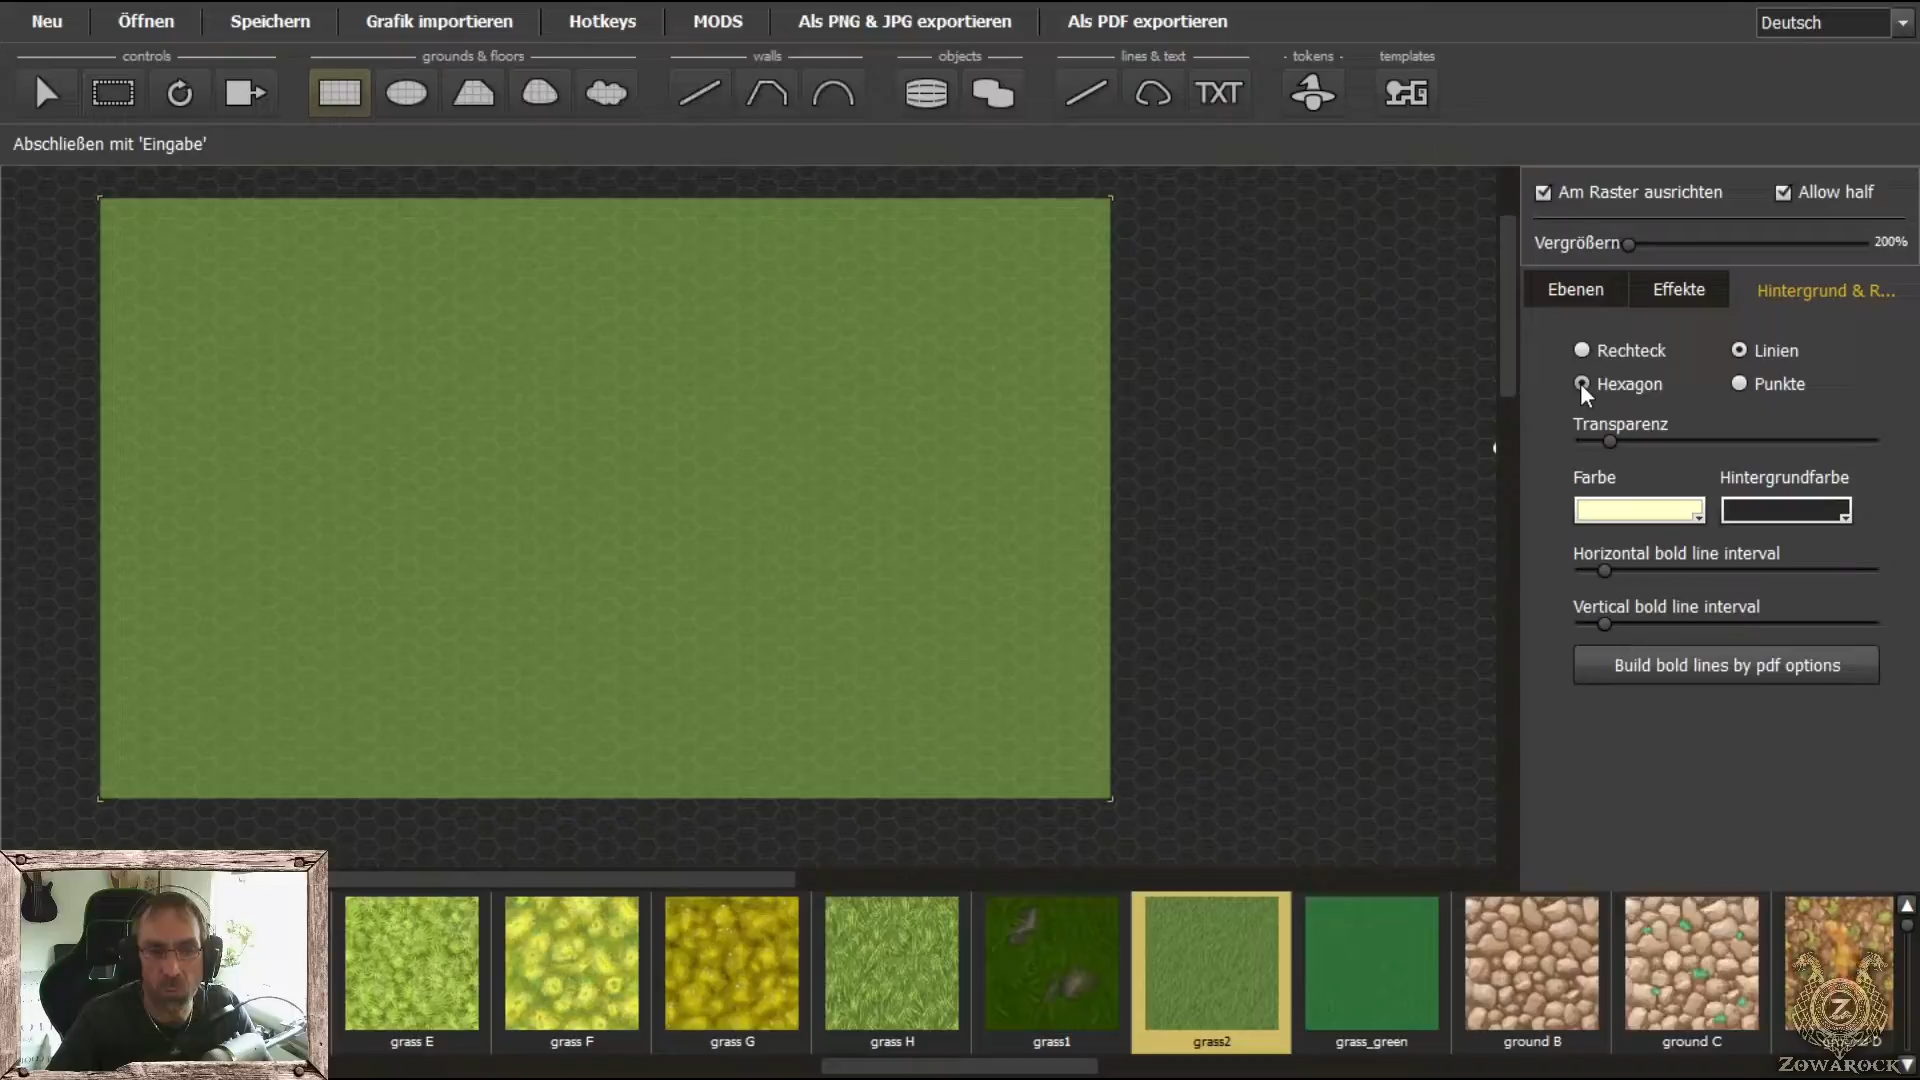 Neu Öffnen Speichern Grafik importieren Hotkeys MODS Als PNG & JPG exportieren Als PDF exportieren Deutsch
controls grounds & floors walls objects lines & text tokens templates
TXT
Abschließen mit 'Eingabe'
Am Raster ausrichten Allow half
Vergrößern 200%
Ebenen Effekte Hintergrund & R...
Rechteck Linien
Hexagon Punkte
Transparenz
Farbe Hintergrundfarbe
Horizontal bold line interval
Vertical bold line interval
Build bold lines by pdf options
grass E grass F grass G grass H grass1 grass2 grass_green ground B ground C
Z
ZOWAROCK